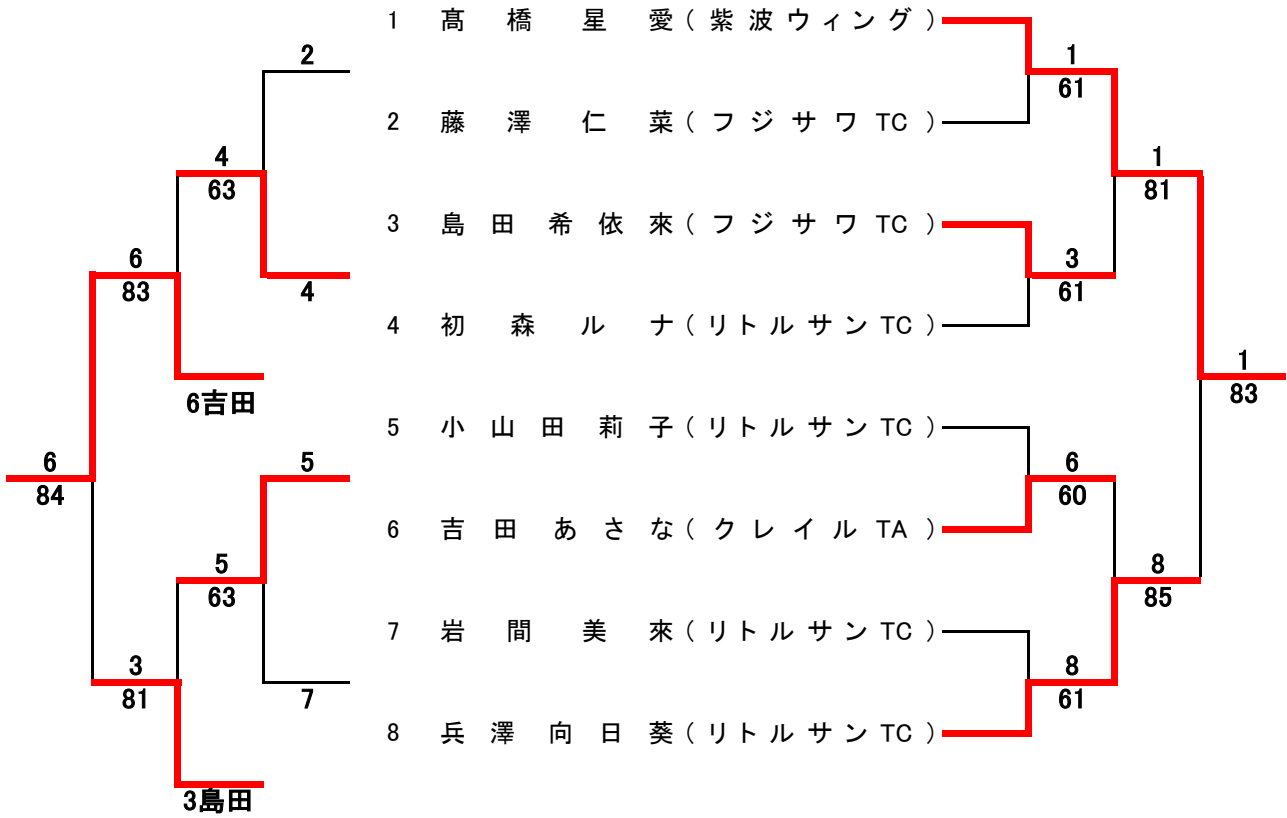 1 髙橋星愛(紫波ウィング)
2 藤澤仁菜(フジサワTC)
3 島田希依來(フジサワTC)
4 初森ルナ(リトルサンTC)
5 小山田莉子(リトルサンTC)
6 吉田あさな(クレイルTA)
7 岩間美來(リトルサンTC)
8 兵澤向日葵(リトルサンTC)
1
61
3
61
6
60
8
61
1
81
8
85
1
83
2
4
5
7
4
63
5
63
6吉田
3島田
6
83
3
81
6
84